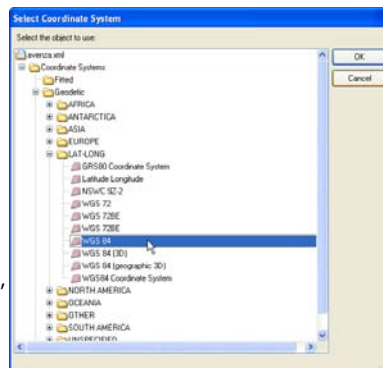 Select Coordinate System
Select the object to use:
avenza.xml
Coordinate Systems
Fitted
Geodetic
AFRICA
ANTARCTICA
ASIA
EUROPE
LAT-LONG
GRS80 Coordinate System
Latitude Longitude
NSWC 9Z-2
WGS 72
WGS 72BE
WGS 72BE
WGS 84
WGS 84 (3D)
WGS 84 (geographic 3D)
WGS84 Coordinate System
NORTH AMERICA
OCEANIA
OTHER
SOUTH AMERICA
UNSPECIFIED
OK
Cancel
,